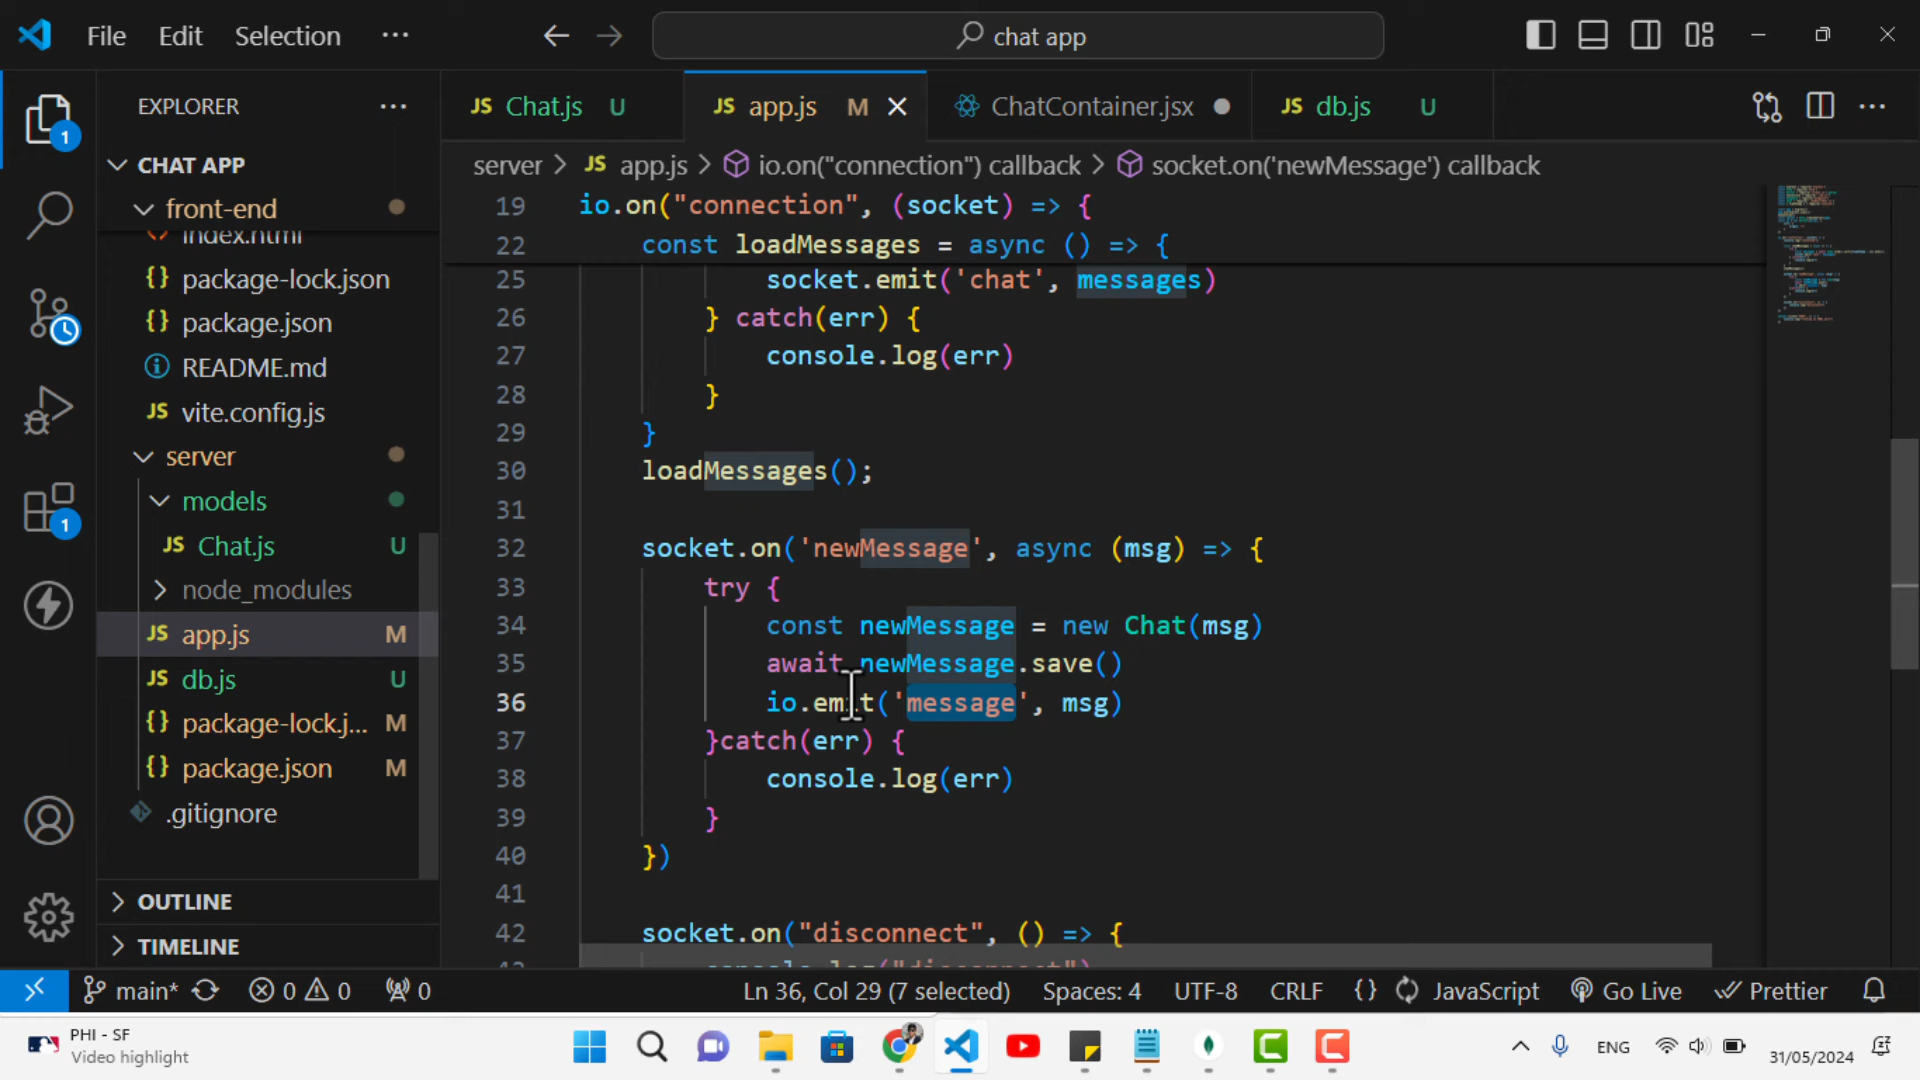 File Edit Selection ···
chat app
EXPLORER ···
CHAT APP
front-end
index.html
package-lock.json
package.json
README.md
vite.config.js
server
models
Chat.js U
node_modules
app.js M
db.js U
package-lock.j... M
package.json M
.gitignore
OUTLINE
TIMELINE
1
1
JS Chat.js U
JS app.js M
ChatContainer.jsx
JS db.js U
server > JS app.js > io.on("connection") callback > socket.on('newMessage') callback
19 io.on("connection", (socket) => {
22 const loadMessages = async () => {
25 socket.emit('chat', messages)
26 } catch(err) {
27 console.log(err)
28 }
29 }
30 loadMessages();
31
32 socket.on('newMessage', async (msg) => {
33 try {
34 const newMessage = new Chat(msg)
35 await newMessage.save()
36 io.emit('message', msg)
37 }catch(err) {
38 console.log(err)
39 }
40 })
41
42 socket.on("disconnect", () => {
console.log("disconnect")
main* 0 0 0
Ln 36, Col 29 (7 selected) Spaces: 4 UTF-8 CRLF {} JavaScript Go Live Prettier
PHI - SF
Video highlight
ENG
31/05/2024